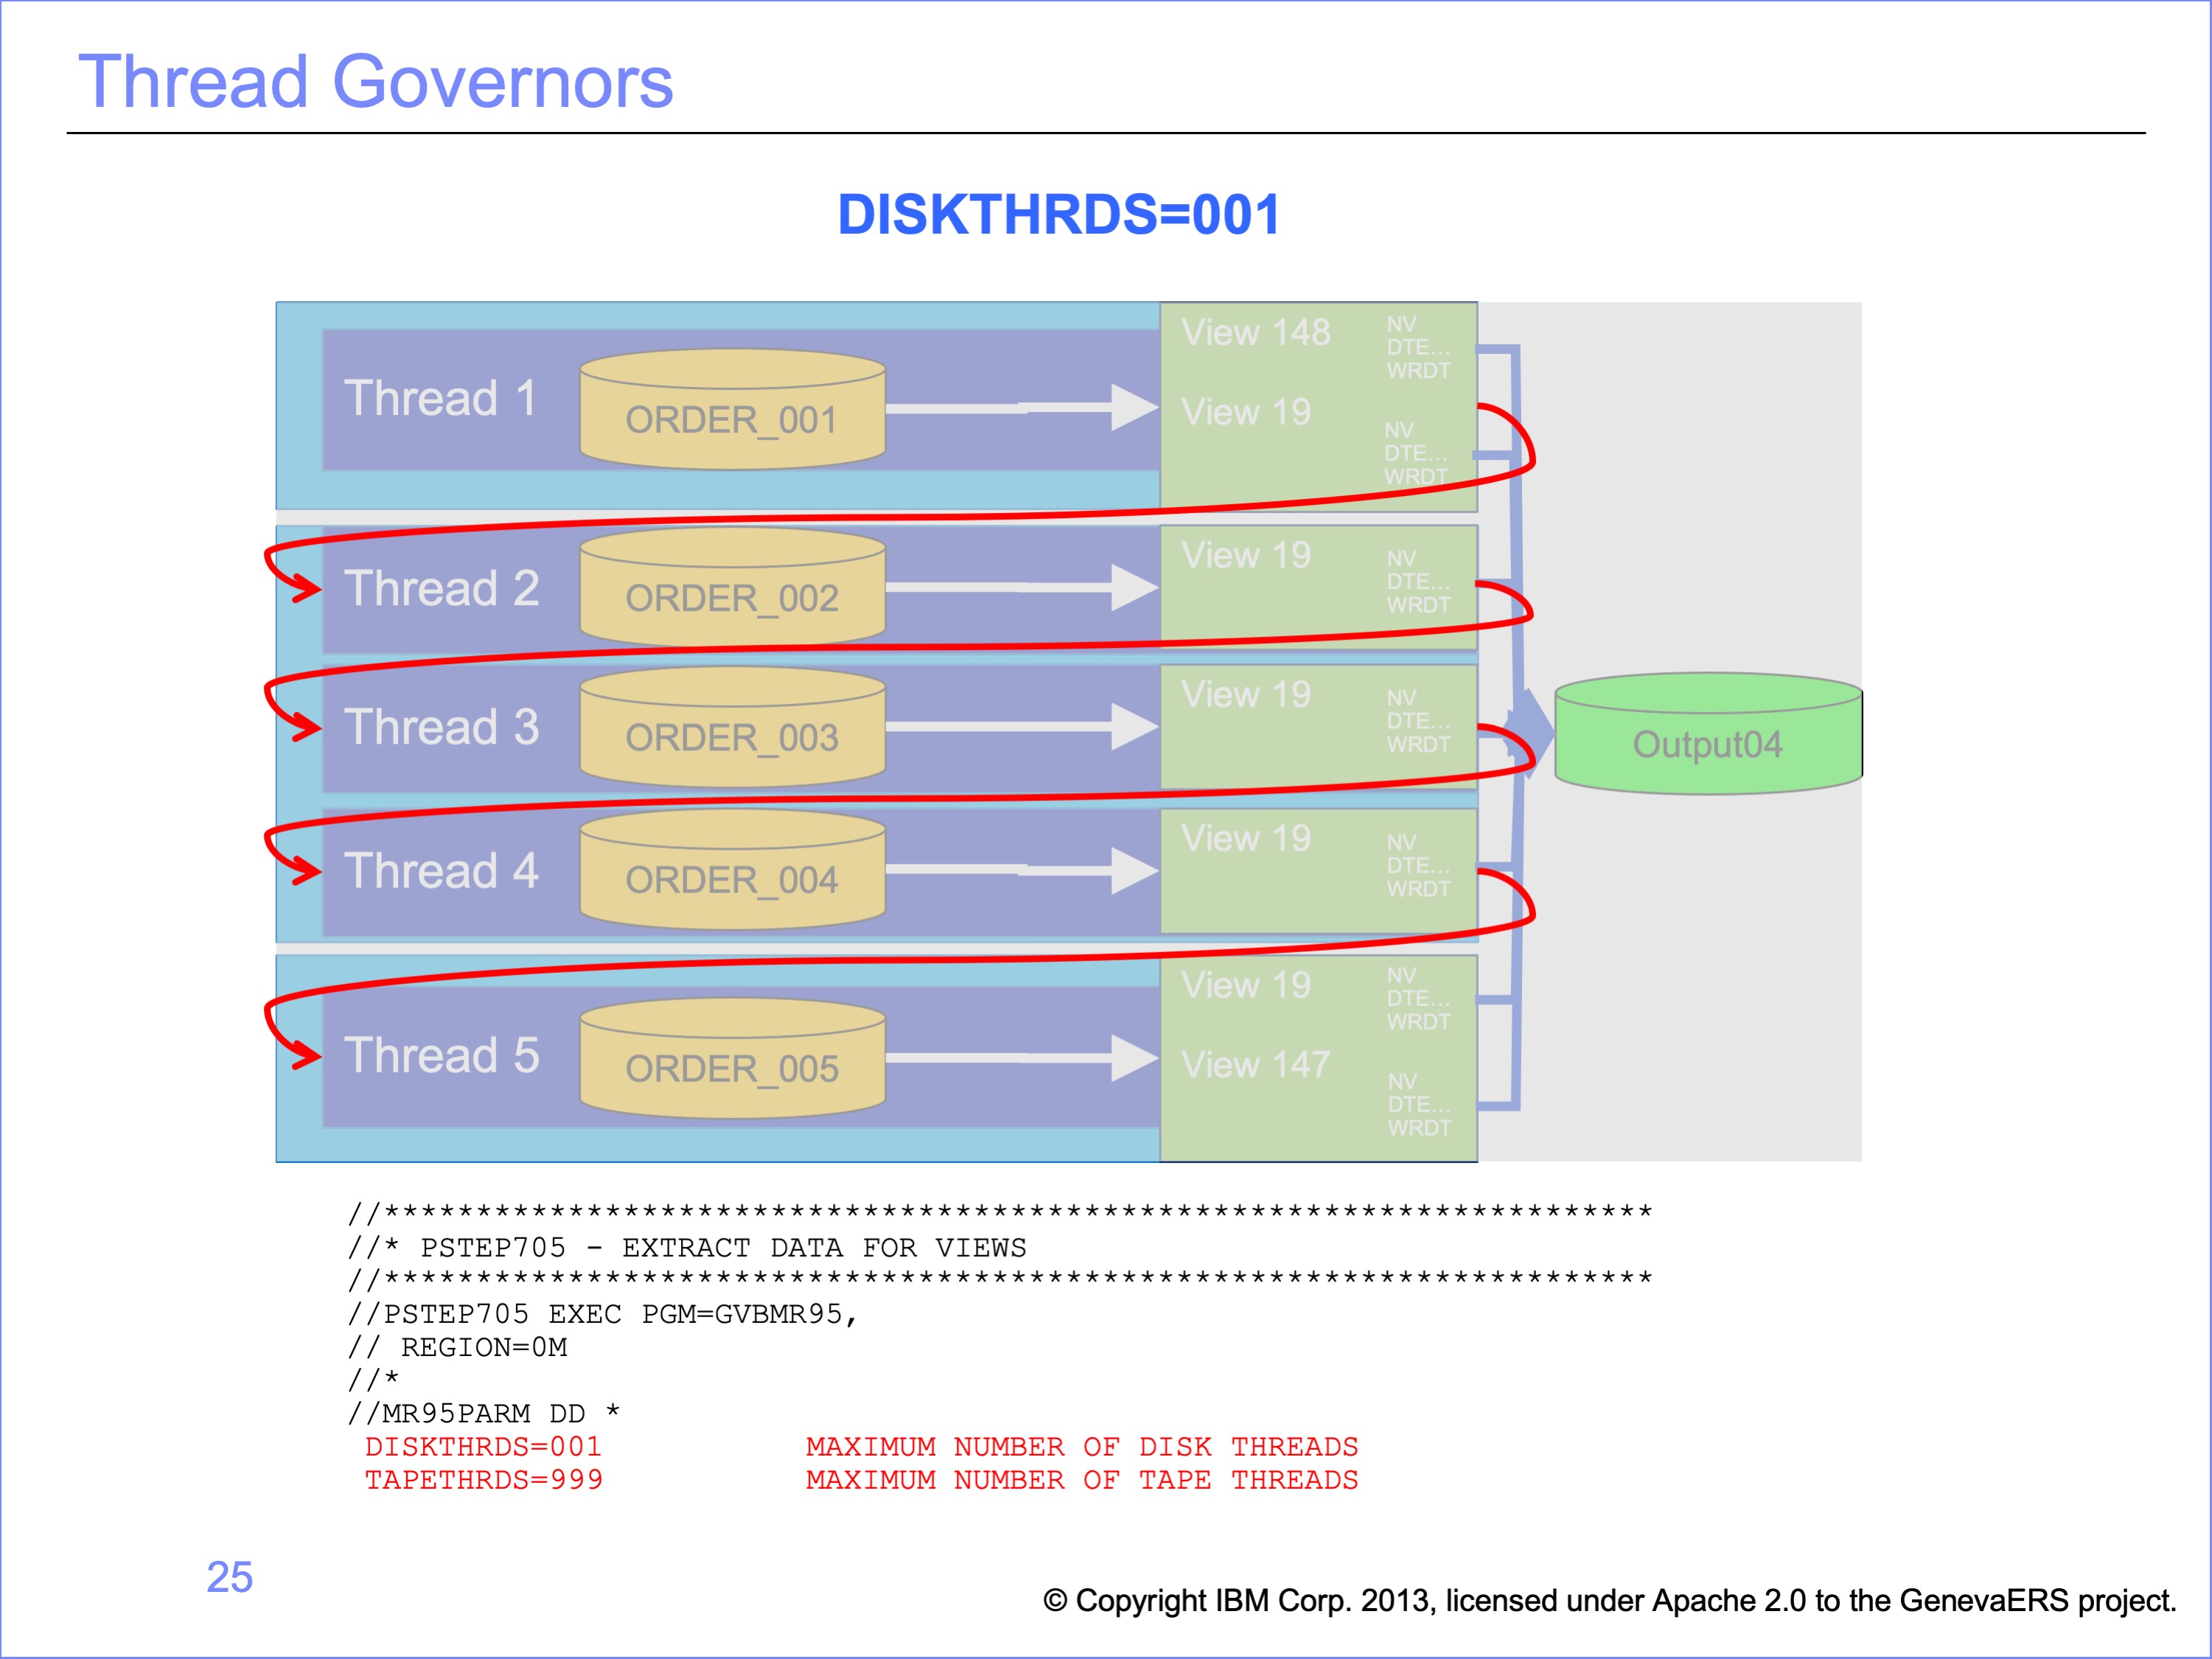 Thread Governors
DISKTHRDS=001
Thread 1
ORDER_001
View 148
NV
DTE...
WRDT
View 19
NV
DTE...
WRDT
Thread 2
ORDER_002
View 19
NV
DTE...
WRDT
Thread 3
ORDER_003
View 19
NV
DTE...
WRDT
Output04
Thread 4
ORDER_004
View 19
NV
DTE...
WRDT
Thread 5
ORDER_005
View 19
NV
DTE...
WRDT
View 147
NV
DTE...
WRDT
//*********************************************************************
//* PSTEP705 - EXTRACT DATA FOR VIEWS
//*********************************************************************
//PSTEP705 EXEC PGM=GVBMR95,
// REGION=0M
//*
//MR95PARM DD *
DISKTHRDS=001 MAXIMUM NUMBER OF DISK THREADS
TAPETHRDS=999 MAXIMUM NUMBER OF TAPE THREADS
25
© Copyright IBM Corp. 2013, licensed under Apache 2.0 to the GenevaERS project.